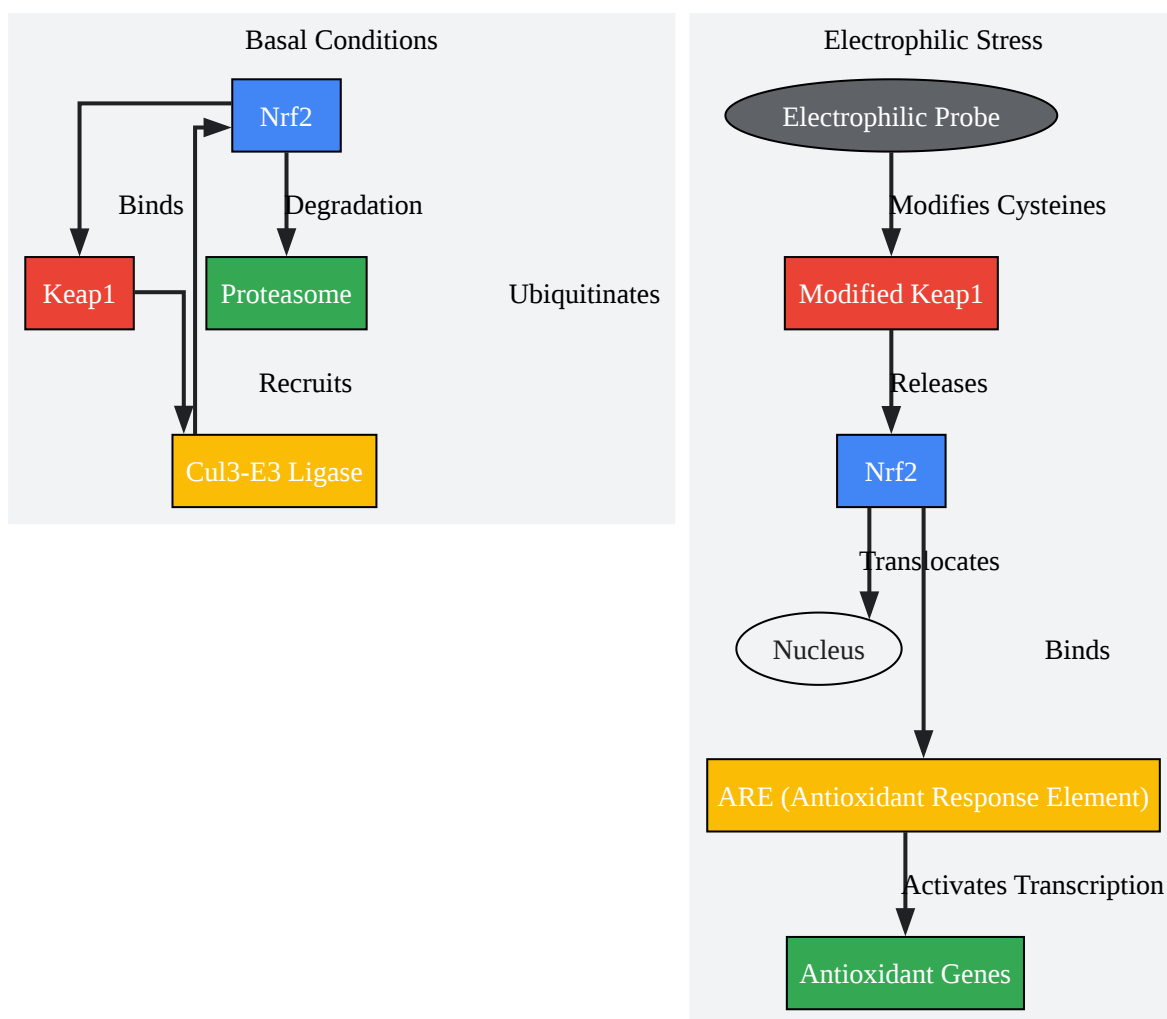 Basal Conditions
Nrf2
Binds
Degradation
Keap1
Proteasome
Ubiquitinates
Recruits
Cul3-E3 Ligase
Electrophilic Stress
Electrophilic Probe
Modifies Cysteines
Modified Keap1
Releases
Nrf2
Translocates
Nucleus
Binds
ARE (Antioxidant Response Element)
Activates Transcription
Antioxidant Genes